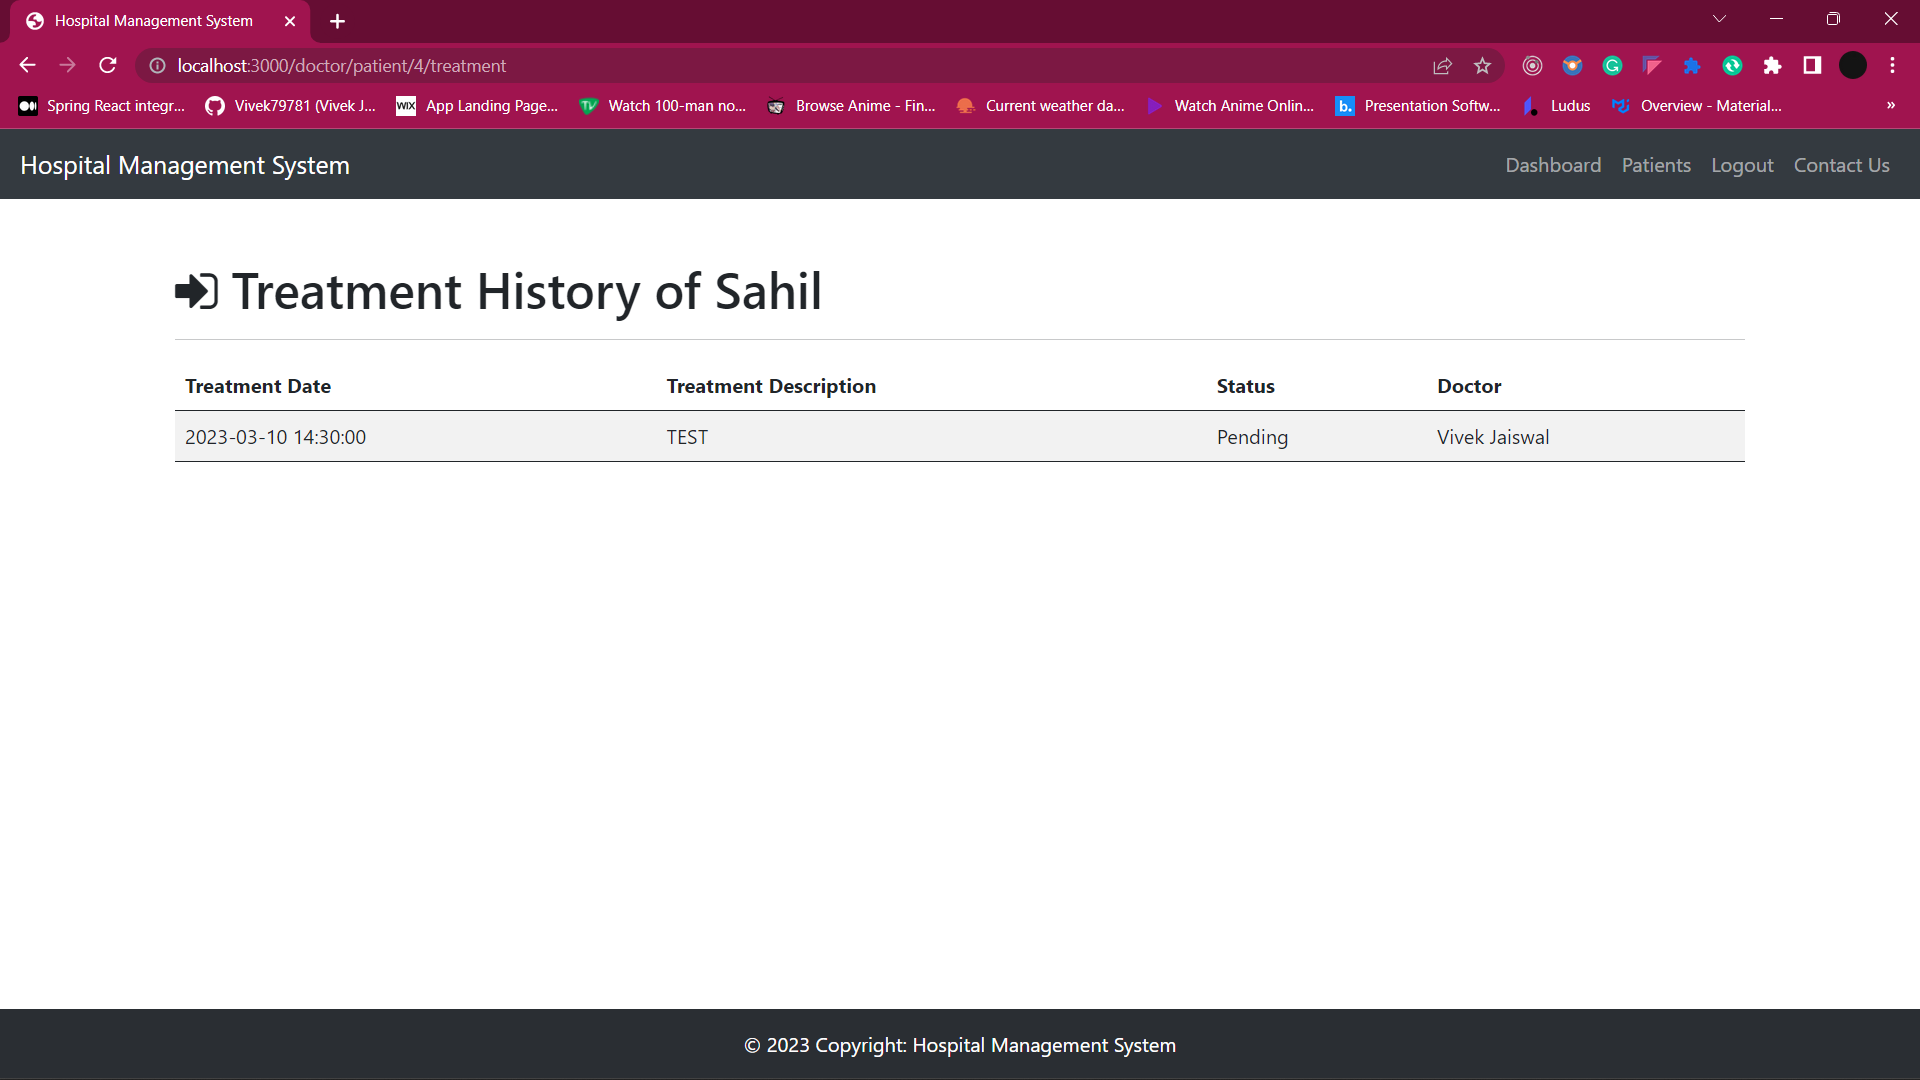 Hospital Management System
localhost:3000/doctor/patient/4/treatment
Spring React integr... Vivek79781 (Vivek J... WIX App Landing Page... TV Watch 100-man no... Browse Anime - Fin... Current weather da... Watch Anime Onlin... b. Presentation Softw... Ludus Overview - Material... »
Hospital Management System Dashboard Patients Logout Contact Us
Treatment History of Sahil
Treatment Date Treatment Description Status Doctor
2023-03-10 14:30:00 TEST Pending Vivek Jaiswal
© 2023 Copyright: Hospital Management System